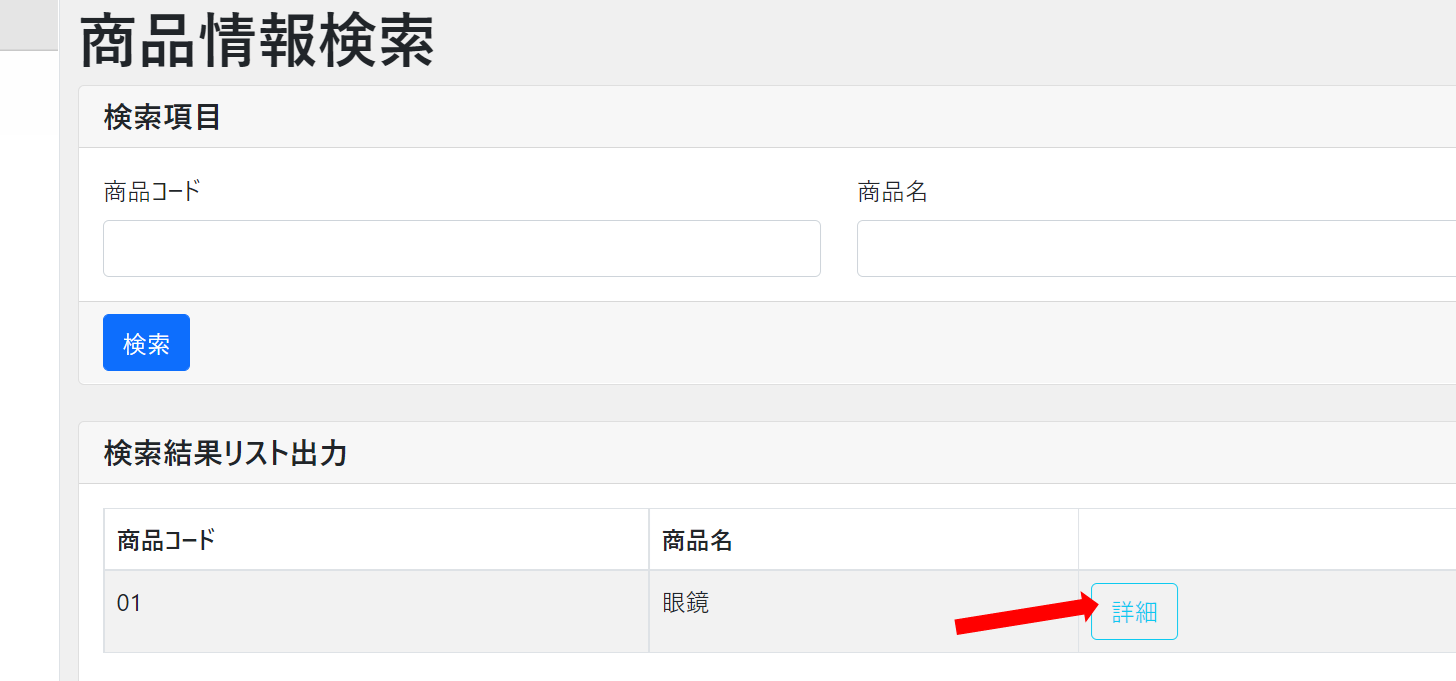 商品情報検索
検索項目
商品コード 商品名
検索
検索結果リスト出力
商品コード 商品名
01 眼鏡 詳細